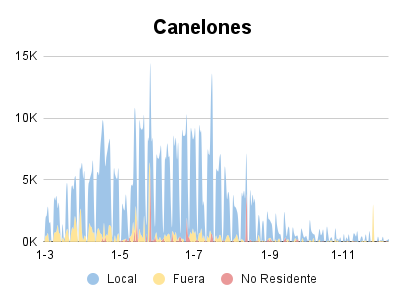 Canelones
15K
10K
5K
0K
1-3 1-5 1-7 1-9 1-11
Local Fuera No Residente